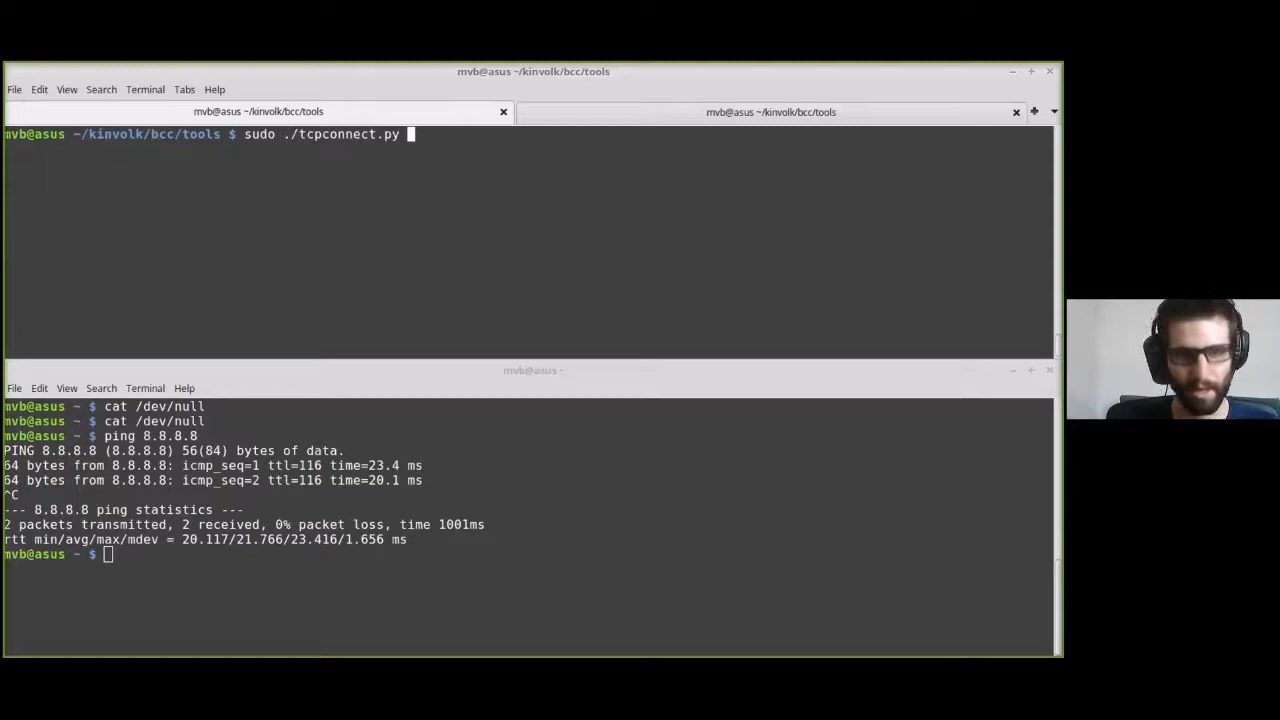 mvb@asus ~/kinvolk/bcc/tools
File Edit View Search Terminal Tabs Help
mvb@asus ~/kinvolk/bcc/tools mvb@asus ~/kinvolk/bcc/tools
mvb@asus ~/kinvolk/bcc/tools $ sudo ./tcpconnect.py
mvb@asus ~
File Edit View Search Terminal Help
mvb@asus ~ $ cat /dev/null
mvb@asus ~ $ cat /dev/null
mvb@asus ~ $ ping 8.8.8.8
PING 8.8.8.8 (8.8.8.8) 56(84) bytes of data.
64 bytes from 8.8.8.8: icmp_seq=1 ttl=116 time=23.4 ms
64 bytes from 8.8.8.8: icmp_seq=2 ttl=116 time=20.1 ms
^C
--- 8.8.8.8 ping statistics ---
2 packets transmitted, 2 received, 0% packet loss, time 1001ms
rtt min/avg/max/mdev = 20.117/21.766/23.416/1.656 ms
mvb@asus ~ $